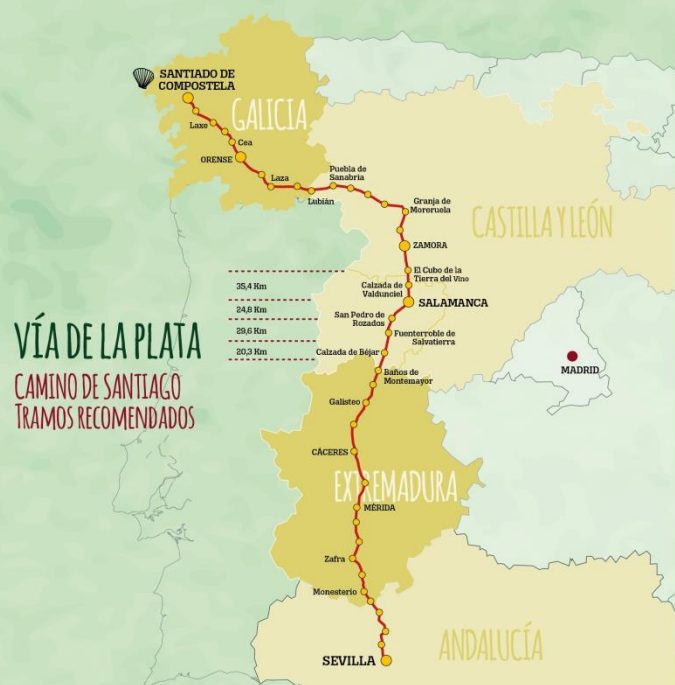 SANTIADO DE
COMPOSTELA
GALICIA
Laxe
Cea
ORENSE
Laza
Puebla de
Sanabria
Lubián
Granja de
Moreruela
CASTILLA Y LEÓN
ZAMORA
El Cubo de la
Tierra del Vino
35,4 Km
Calzada de
Valdunciel
SALAMANCA
24,8 Km
San Pedro de
Rozados
29,6 Km
Fuenterroble de
Salvatierra
20,3 Km
Calzada de Béjar
VÍA DE LA PLATA
CAMINO DE SANTIAGO
TRAMOS RECOMENDADOS
MADRID
Baños de
Montemayor
Galisteo
CÁCERES
EXTREMADURA
MÉRIDA
Zafra
Monesterio
SEVILLA
ANDALUCÍA